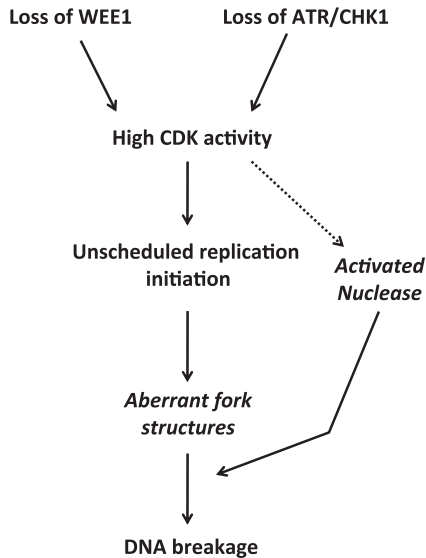 Loss of WEE1
Loss of ATR/CHK1
High CDK activity
Unscheduled replication
initiation
Activated
Nuclease
Aberrant fork
structures
DNA breakage